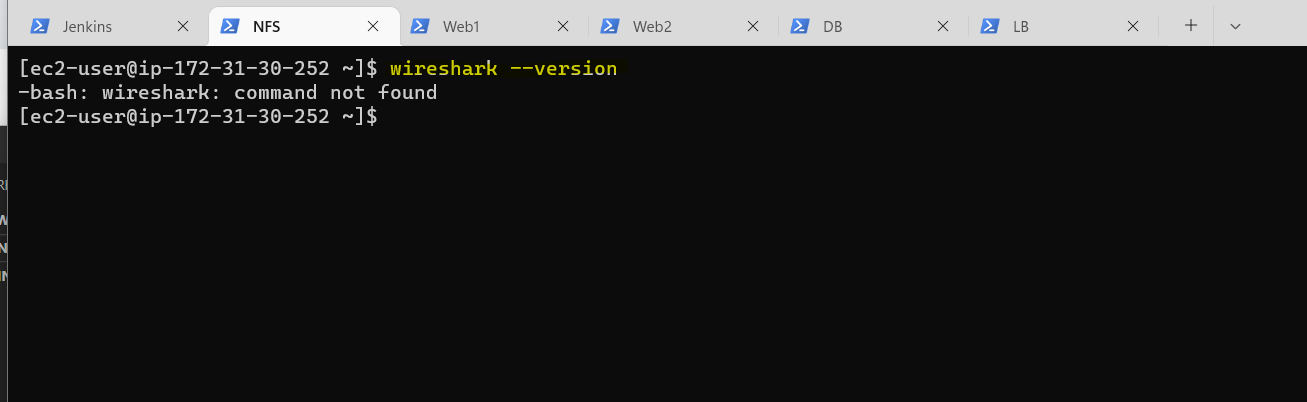 Jenkins NFS Web1 Web2 DB LB
[ec2-user@ip-172-31-30-252 ~]$ wireshark --version
-bash: wireshark: command not found
[ec2-user@ip-172-31-30-252 ~]$